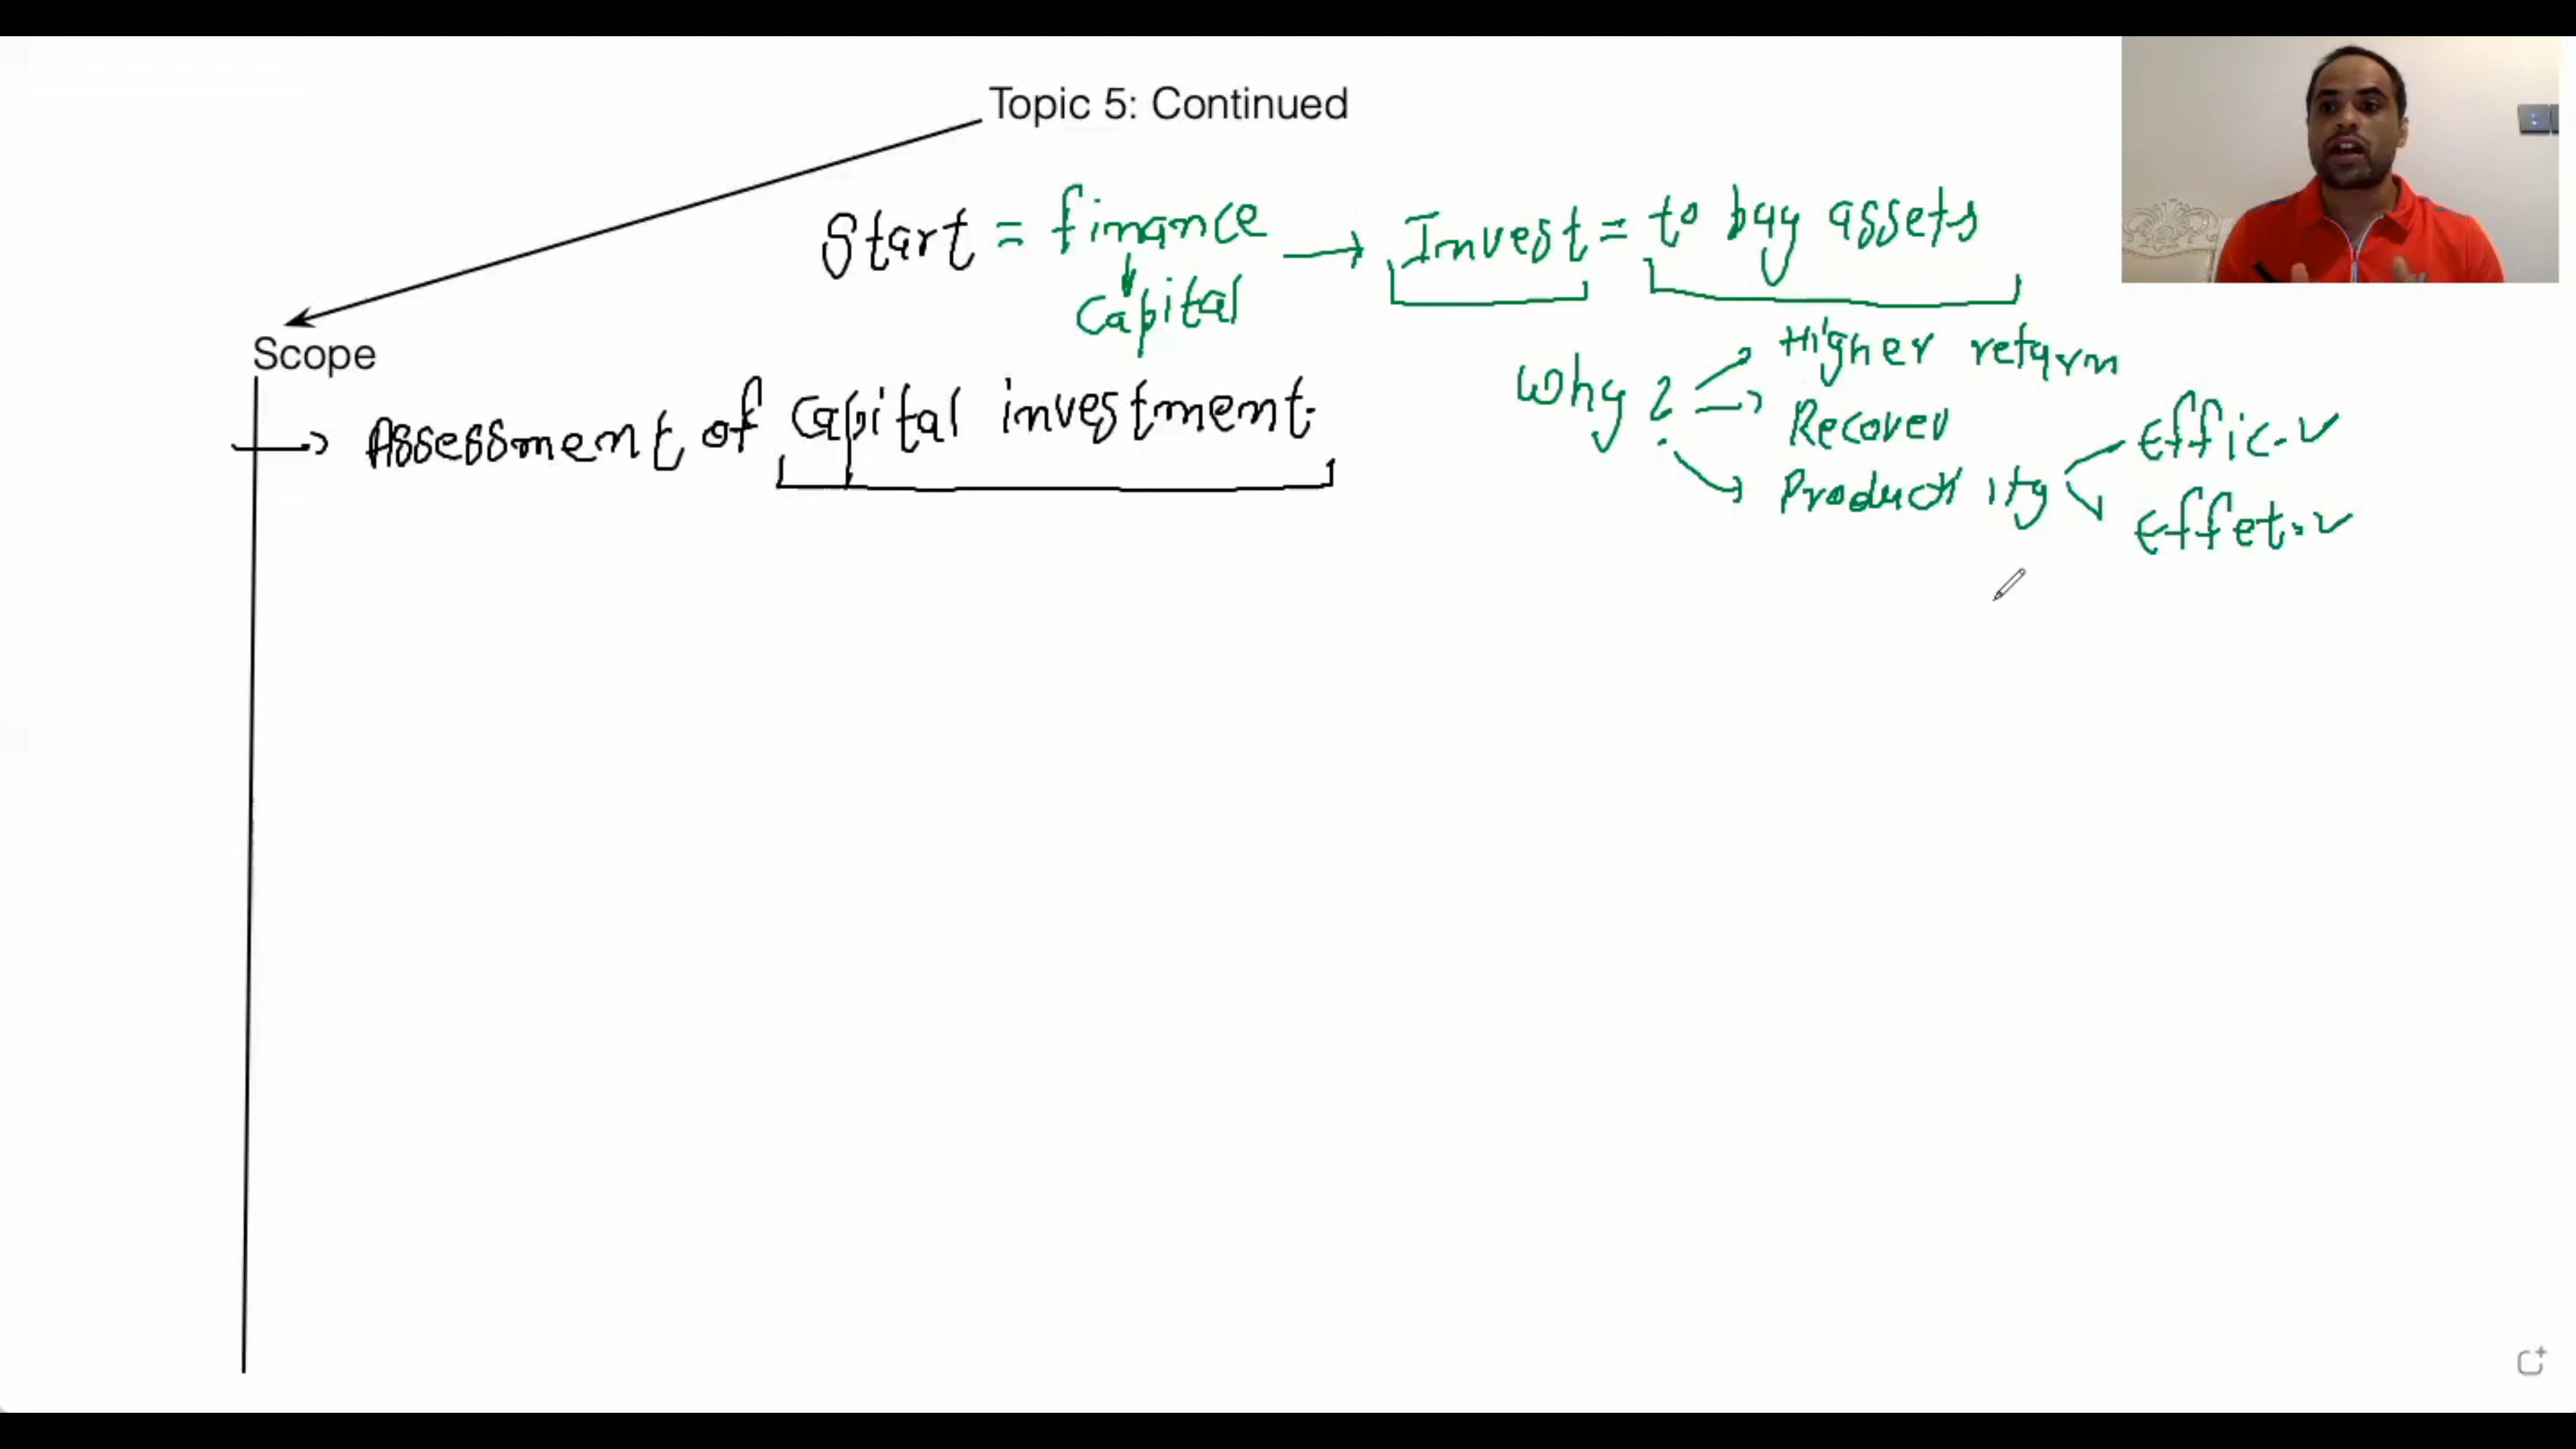 Topic 5: Continued
Start = finance → Invest = to buy assets
Capital
Scope
Why? Higher return
Assessment of capital investment.
Recover
Effic.
Productivity
Effet.